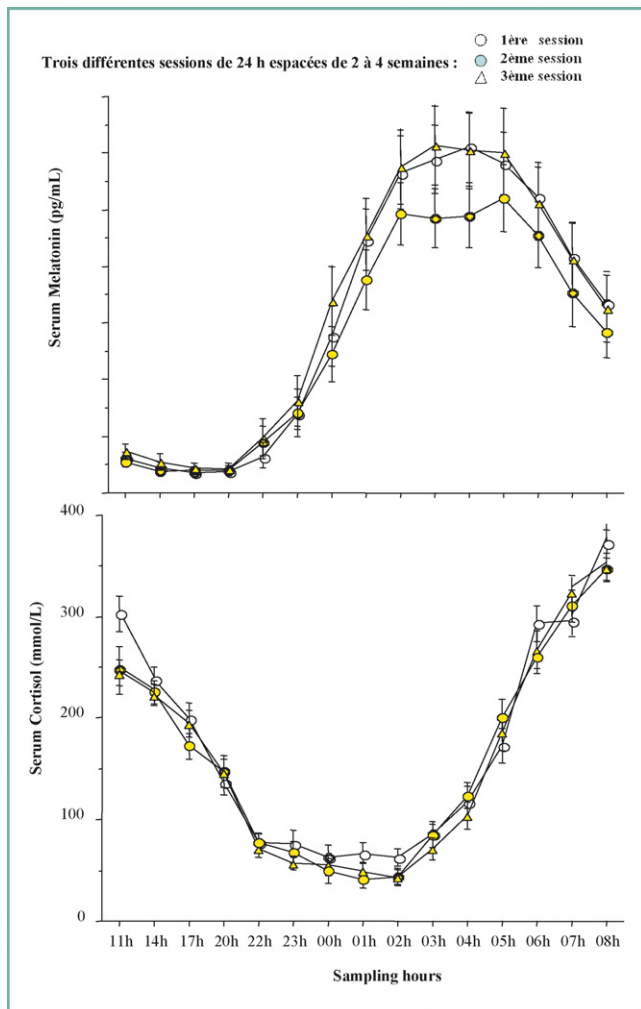 Trois différentes sessions de 24 h espacées de 2 à 4 semaines :
1ère session
2ème session
3ème session
Serum Melatonin (pg/mL)
400
300
200
100
0
Serum Cortisol (mmol/L)
11h 14h 17h 20h 22h 23h 00h 01h 02h 03h 04h 05h 06h 07h 08h
Sampling hours